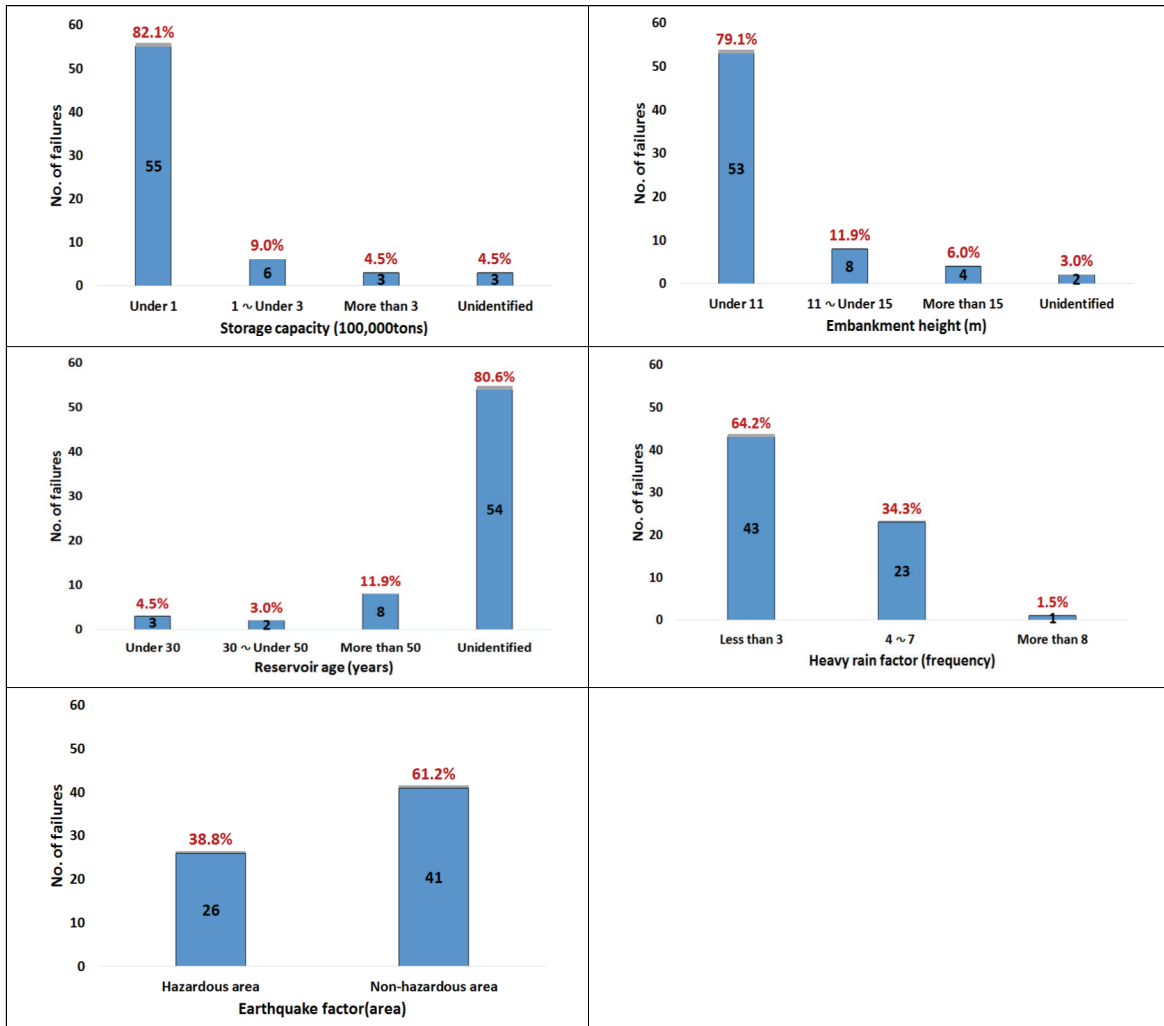 60
50
40
30
20
10
0
No. of failures
82.1%
55
9.0%
6
4.5%
3
4.5%
3
Under 1
1 ~ Under 3
More than 3
Unidentified
Storage capacity (100,000tons)
60
50
40
30
20
10
0
No. of failures
79.1%
53
11.9%
8
6.0%
4
3.0%
2
Under 11
11 ~ Under 15
More than 15
Unidentified
Embankment height (m)
60
50
40
30
20
10
0
No. of failures
4.5%
3
3.0%
2
11.9%
8
80.6%
54
Under 30
30 ~ Under 50
More than 50
Unidentified
Reservoir age (years)
60
50
40
30
20
10
0
No. of failures
64.2%
43
34.3%
23
1.5%
1
Less than 3
4 ~ 7
More than 8
Heavy rain factor (frequency)
60
50
40
30
20
10
0
No. of failures
38.8%
26
61.2%
41
Hazardous area
Non-hazardous area
Earthquake factor(area)